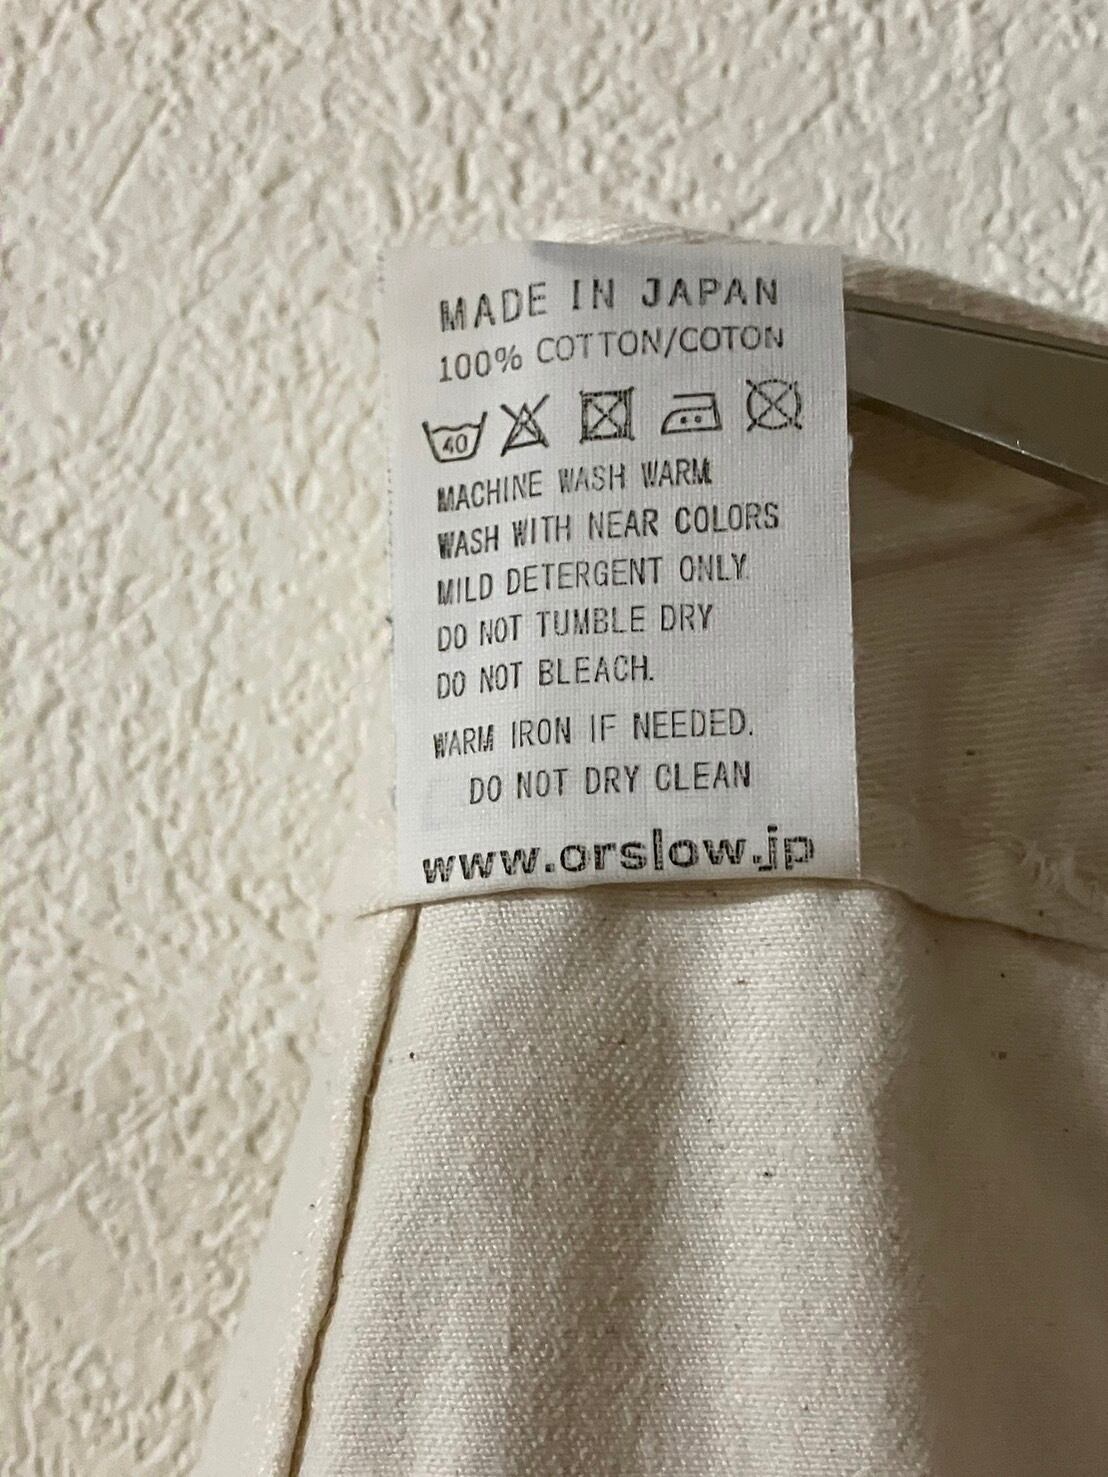 MADE IN JAPAN
100% COTTON/COTON
40
MACHINE WASH WARM.
WASH WITH NEAR COLORS
MILD DETERGENT ONLY.
DO NOT TUMBLE DRY
DO NOT BLEACH.
WARM IRON IF NEEDED.
DO NOT DRY CLEAN
www.orslow.jp